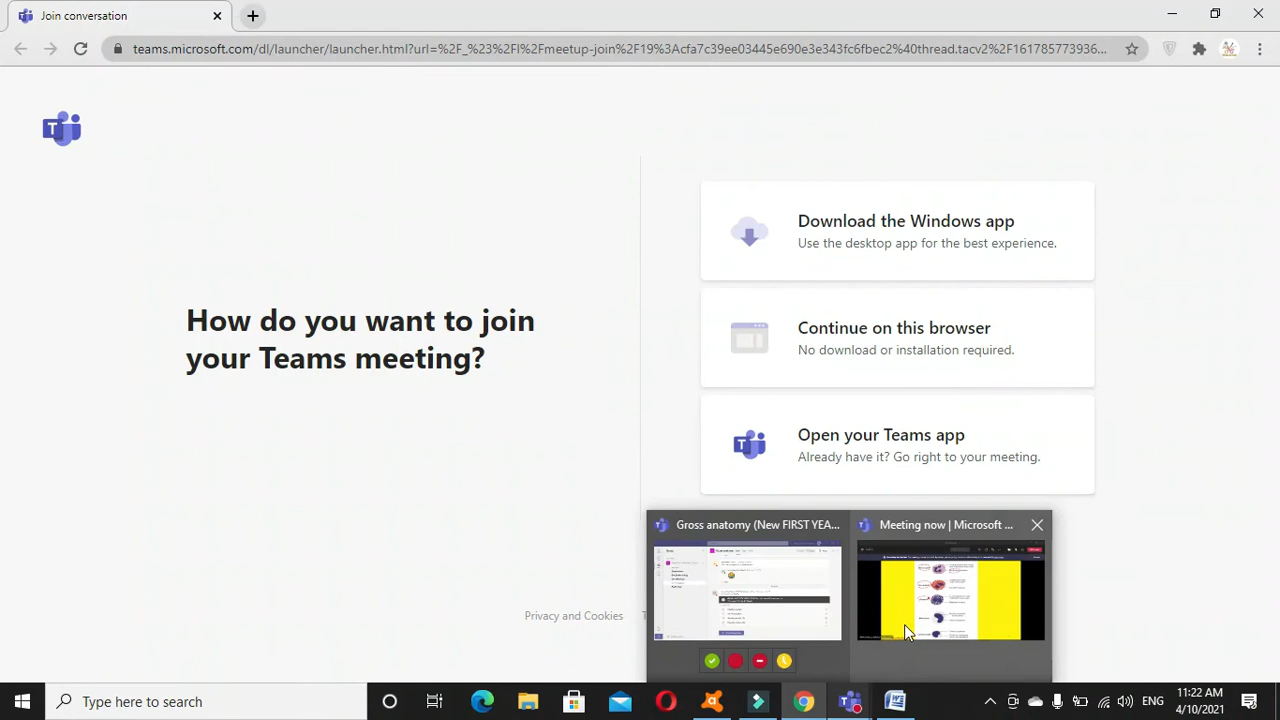 Join conversation
teams.microsoft.com/dl/launcher/launcher.html?url=%2F_%23%2Fl%2Fmeetup-join%2F19%3Acfa7c39ee03445e690e3e343fc6fbec2%40thread.tacv2%2F161785773936...
How do you want to join
your Teams meeting?
Download the Windows app
Use the desktop app for the best experience.
Continue on this browser
No download or installation required.
Open your Teams app
Already have it? Go right to your meeting.
Privacy and Cookies
Gross anatomy (New FIRST YEA...
Meeting now | Microsoft ...
Type here to search
ENG
11:22 AM
4/10/2021